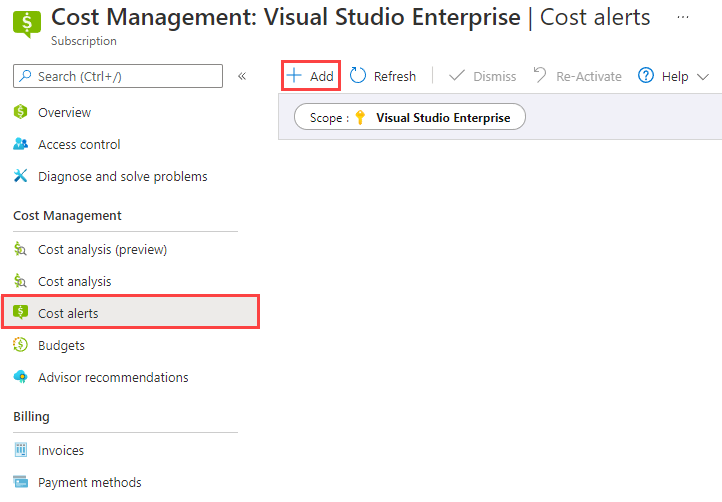 Cost Management: Visual Studio Enterprise | Cost alerts ...
Subscription
Search (Ctrl+/) «
Add Refresh Dismiss Re-Activate Help
Scope : Visual Studio Enterprise
Overview
Access control
Diagnose and solve problems
Cost Management
Cost analysis (preview)
Cost analysis
Cost alerts
Budgets
Advisor recommendations
Billing
Invoices
Payment methods